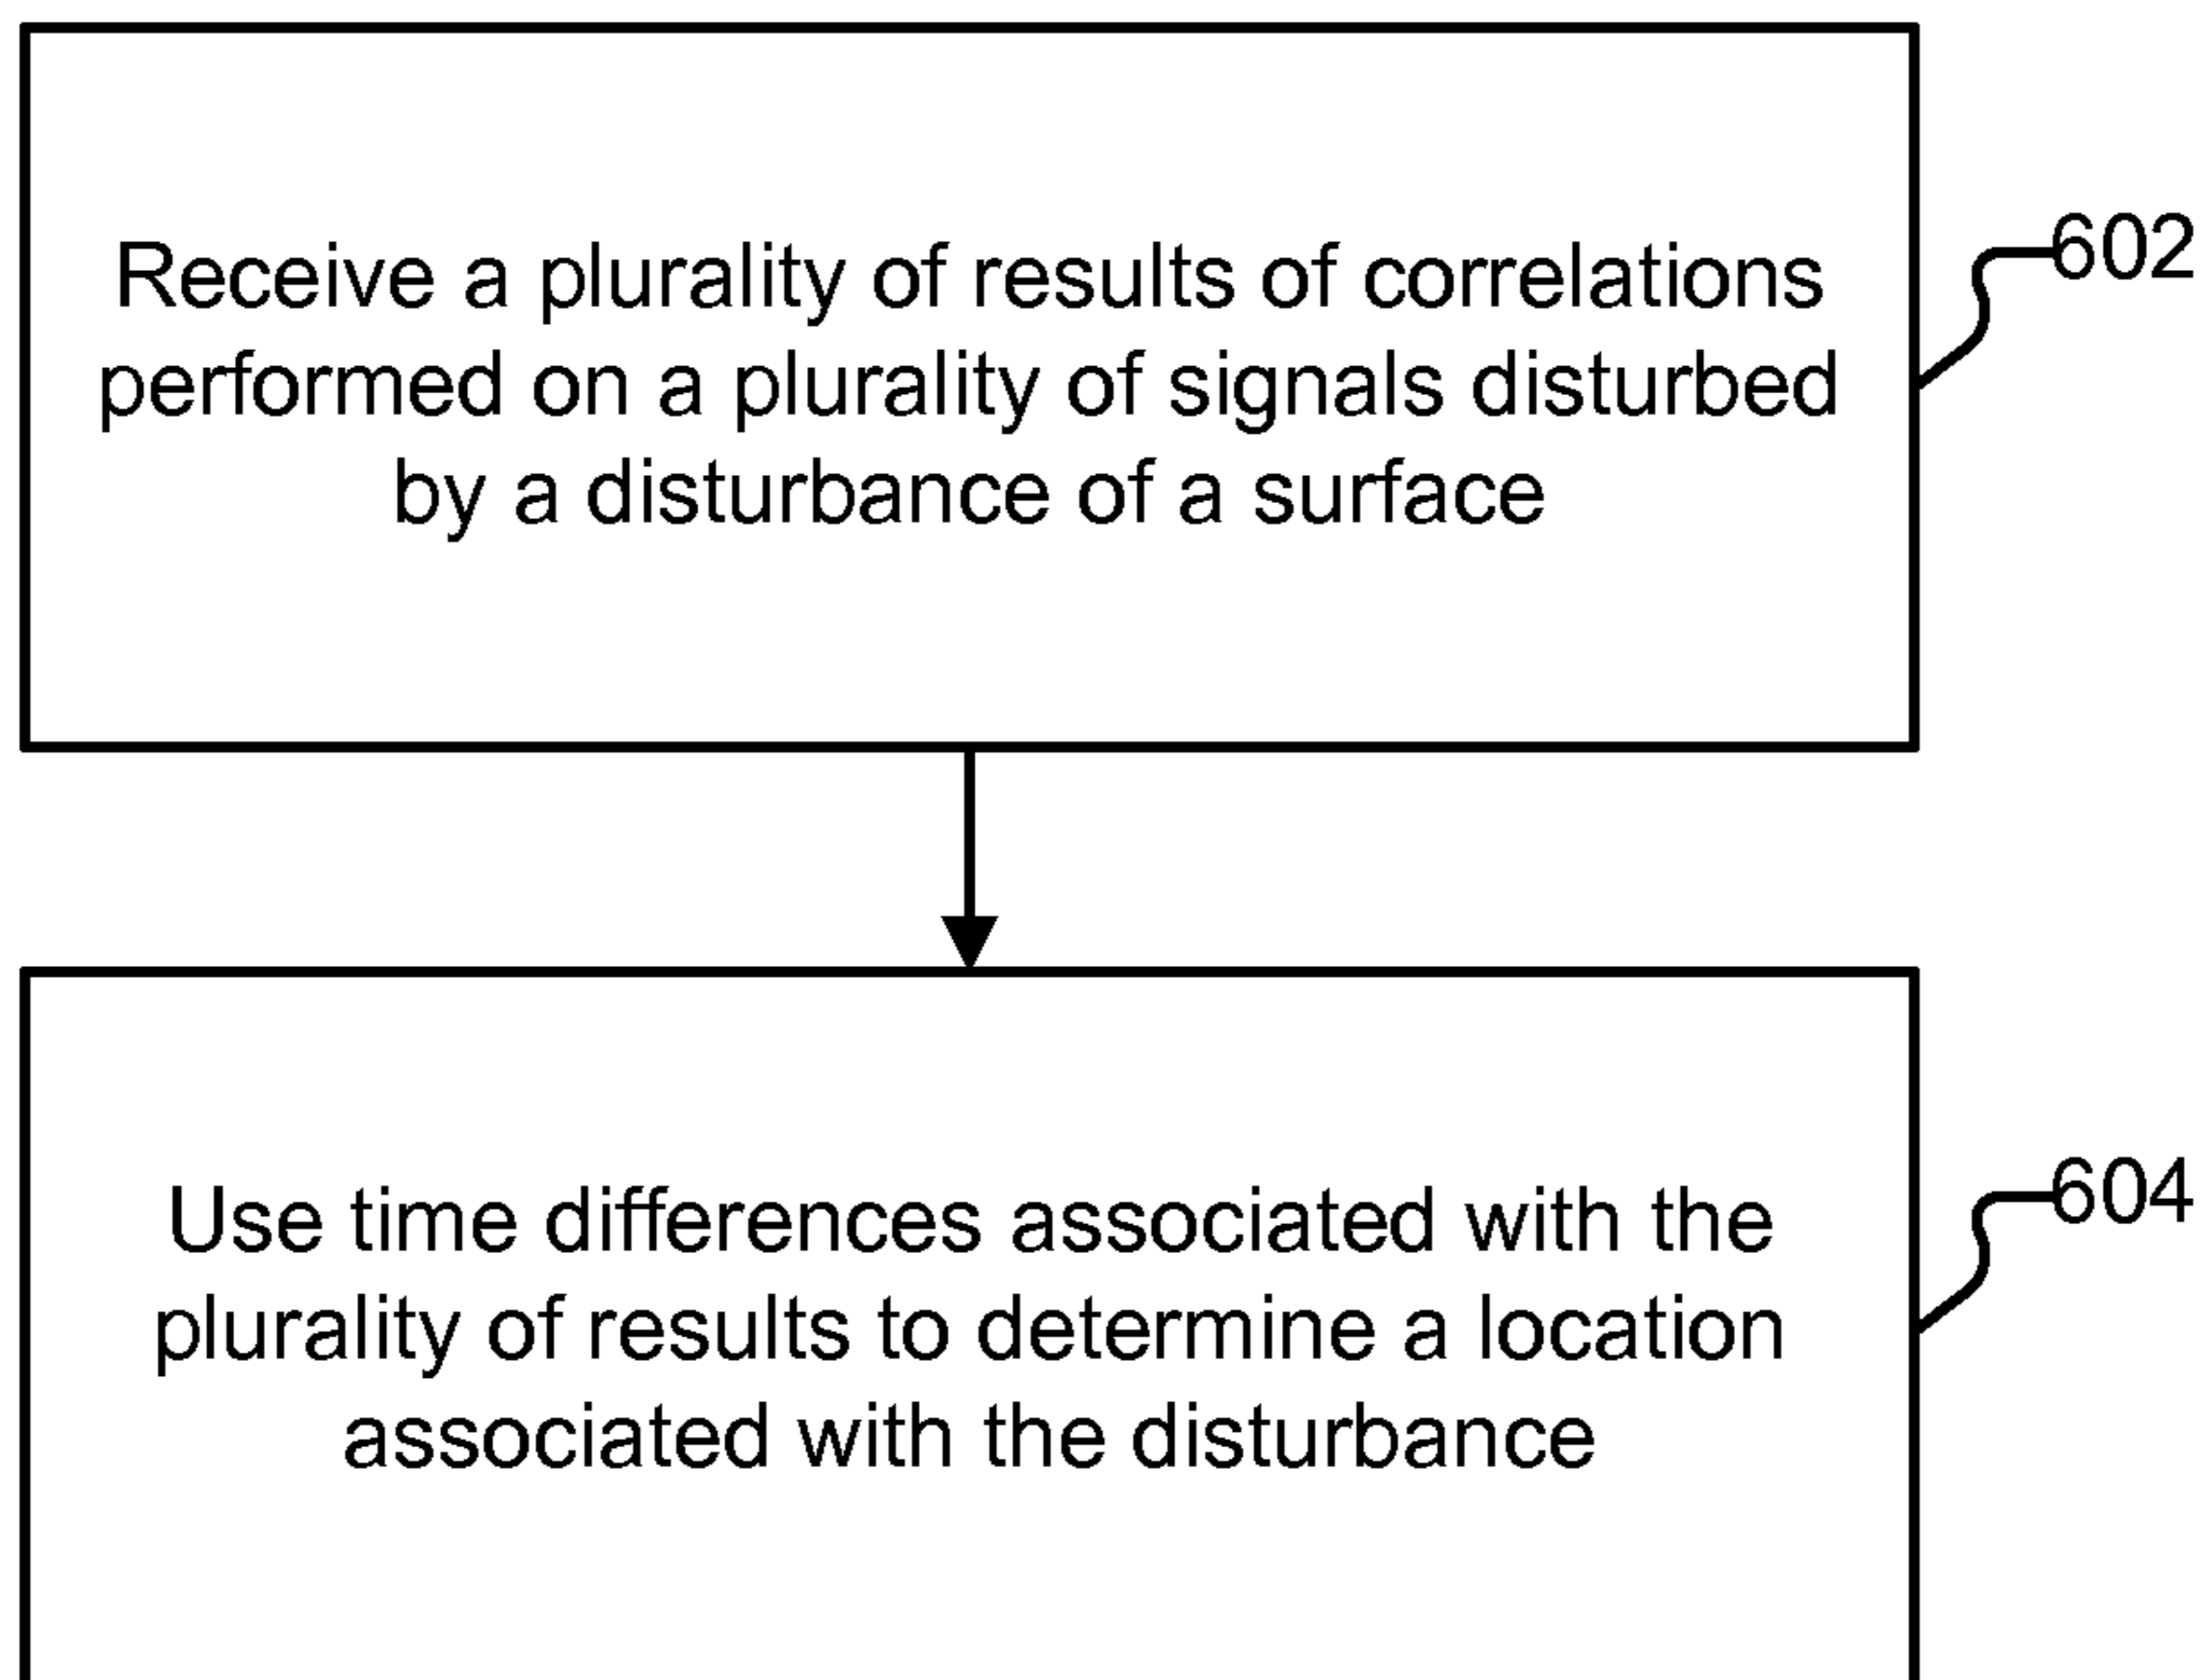 Receive a plurality of results of correlations
performed on a plurality of signals disturbed
by a disturbance of a surface
602
Use time differences associated with the
plurality of results to determine a location
associated with the disturbance
604